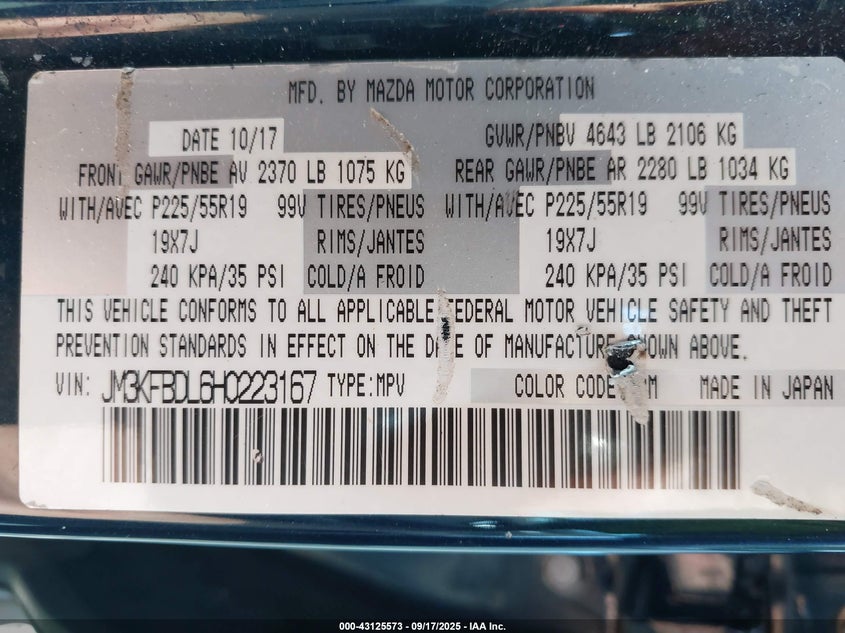 MFD. BY MAZDA MOTOR CORPORATION
DATE 10/17 GVWR/PNBV 4643 LB 2106 KG
FRONT GAWR/PNBE AV 2370 LB 1075 KG REAR GAWR/PNBE AR 2280 LB 1034 KG
WITH/AVEC P225/55R19 99V TIRES/PNEUS WITH/AVEC P225/55R19 99V TIRES/PNEUS
19X7J RIMS/JANTES 19X7J RIMS/JANTES
240 KPA/35 PSI COLD/A FROID 240 KPA/35 PSI COLD/A FROID
THIS VEHICLE CONFORMS TO ALL APPLICABLE FEDERAL MOTOR VEHICLE SAFETY AND THEFT
PREVENTION STANDARDS IN EFFECT ON THE DATE OF MANUFACTURE SHOWN ABOVE.
VIN: JM3KFBDL6H0223167 TYPE:MPV COLOR CODE: MADE IN JAPAN
000-43125573 — 09/17/2025 — IAA Inc.